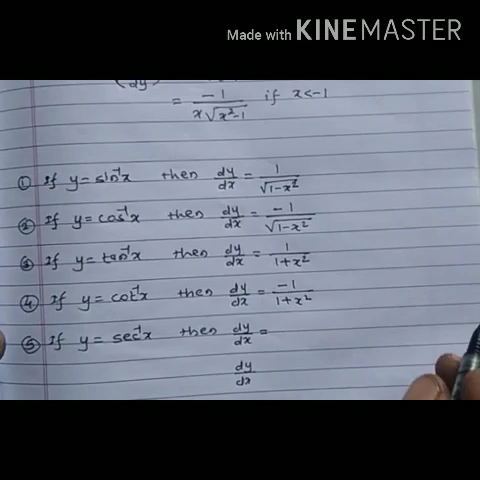 Made with KINEMASTER
(dy)
= -1 / x√x²-1 if x<-1
① If y = sin⁻¹x then dy/dx = 1/√1-x²
② If y = cos⁻¹x then dy/dx = -1/√1-x²
③ If y = tan⁻¹x then dy/dx = 1/1+x²
④ If y = cot⁻¹x then dy/dx = -1/1+x²
⑤ If y = sec⁻¹x then dy/dx =
dy/dx